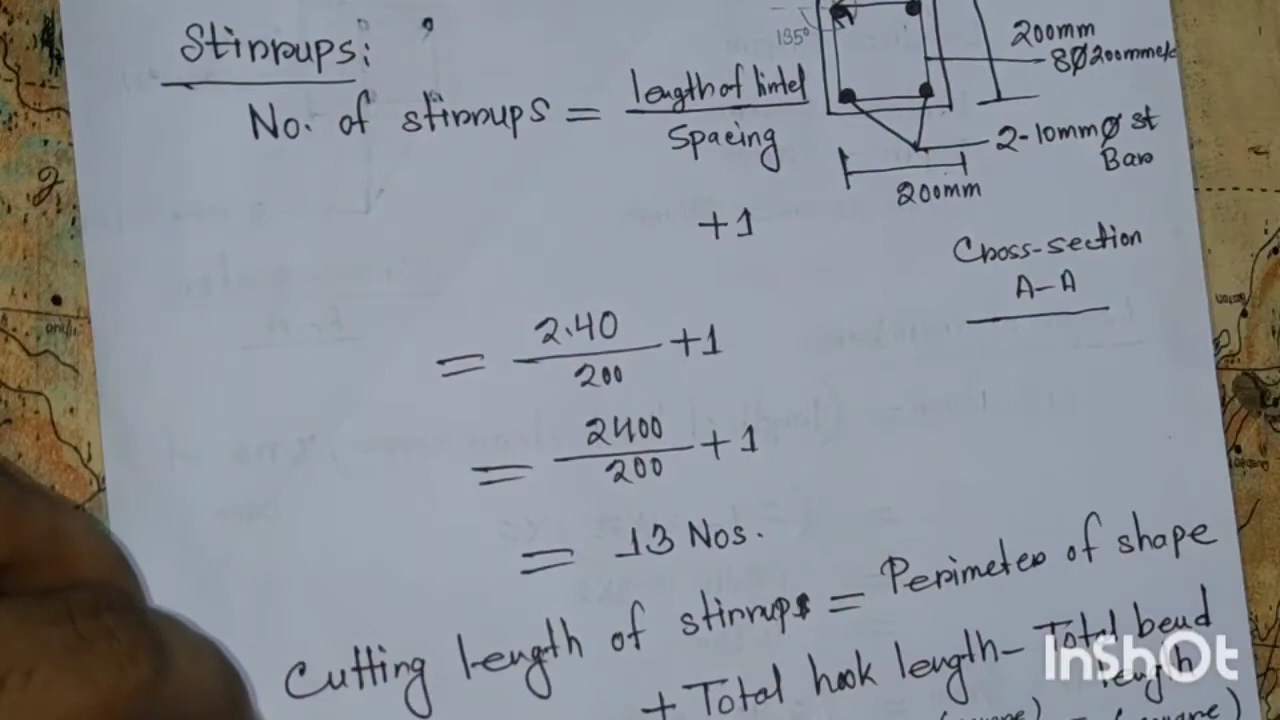 Stirrups:
No. of stirrups = length of lintel / Spacing
+1
= 2.40 / 200 +1
= 2400 / 200 +1
= 13 Nos.
Cutting length of stirrups = Perimeter of shape
+ Total hook length - Total bend
length
135°
200mm
8Ø200mmc/c
2-10mmØ st
Bar
200mm
Cross-section
A-A
InShOt